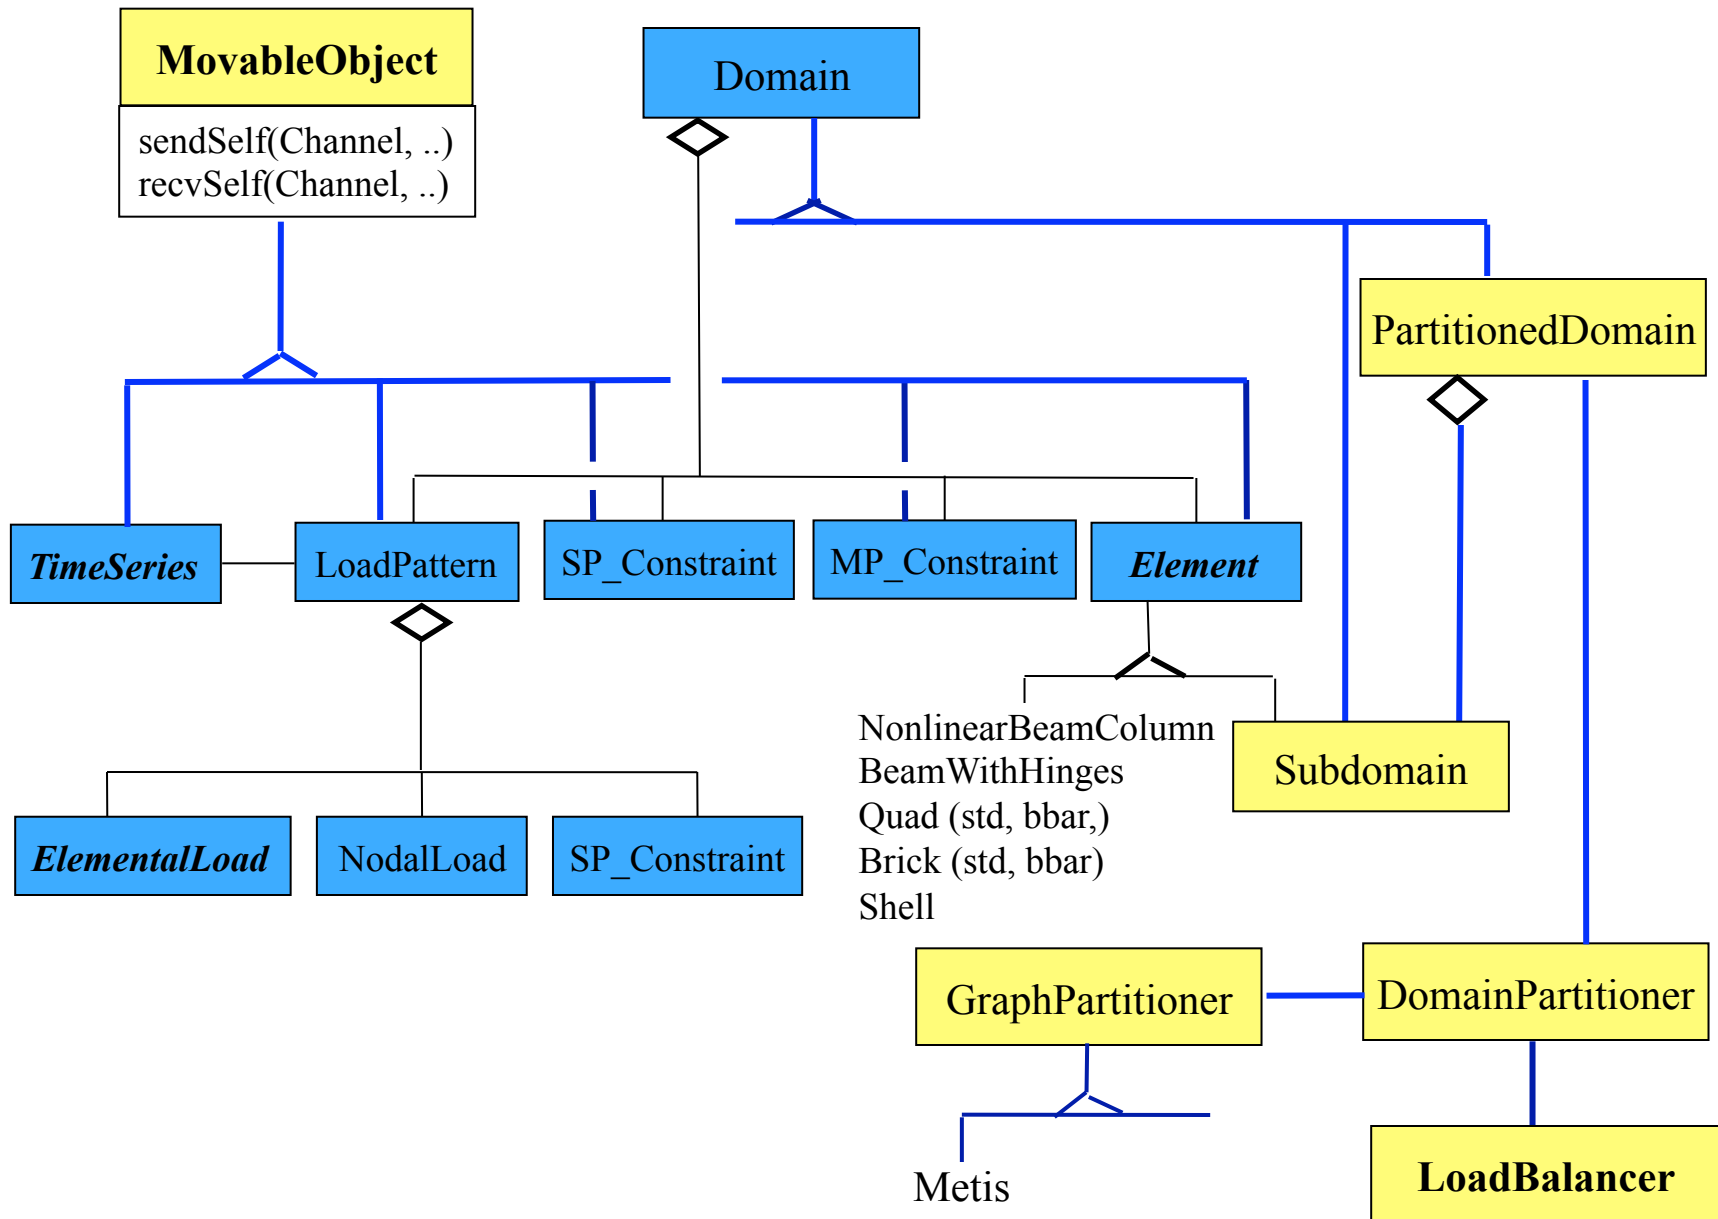 MovableObject
sendSelf(Channel, ..)
recvSelf(Channel, ..)
Domain
PartitionedDomain
TimeSeries
LoadPattern
SP_Constraint
MP_Constraint
Element
NonlinearBeamColumn
BeamWithHinges
Quad (std, bbar,)
Brick (std, bbar)
Shell
Subdomain
ElementalLoad
NodalLoad
SP_Constraint
GraphPartitioner
DomainPartitioner
Metis
LoadBalancer